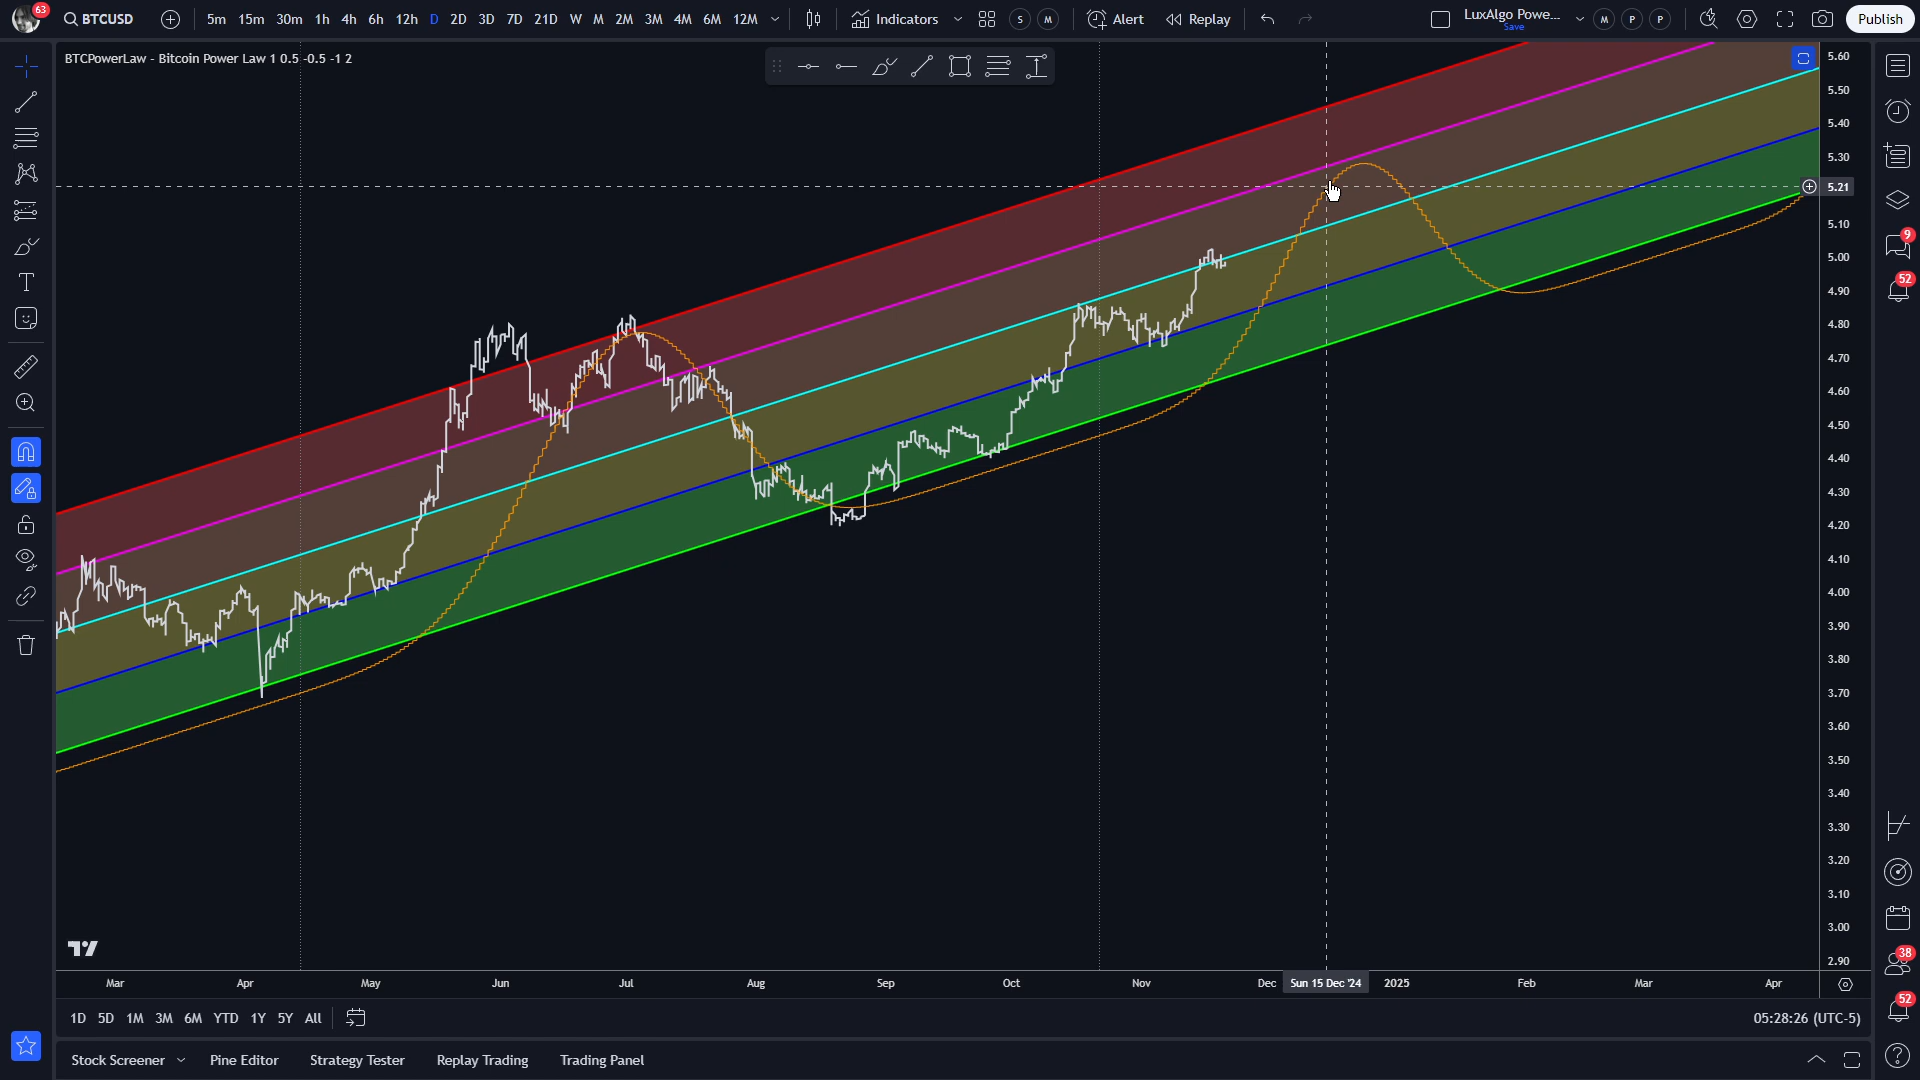 63
BTCUSD
5m 15m 30m 1h 4h 6h 12h D 2D 3D 7D 21D W M 2M 3M 4M 6M 12M
Indicators
S M
Alert
Replay
LuxAlgo Powe...
Save
M P P
Publish
BTCPowerLaw - Bitcoin Power Law 1 0.5 -0.5 -1 2
5.60
5.50
5.40
5.30
5.21
5.10
5.00
4.90
4.80
4.70
4.60
4.50
4.40
4.30
4.20
4.10
4.00
3.90
3.80
3.70
3.60
3.50
3.40
3.30
3.20
3.10
3.00
2.90
9
52
38
52
T
Mar Apr May Jun Jul Aug Sep Oct Nov Dec Sun 15 Dec '24 2025 Feb Mar Apr
1D 5D 1M 3M 6M YTD 1Y 5Y All
05:28:26 (UTC-5)
Stock Screener Pine Editor Strategy Tester Replay Trading Trading Panel